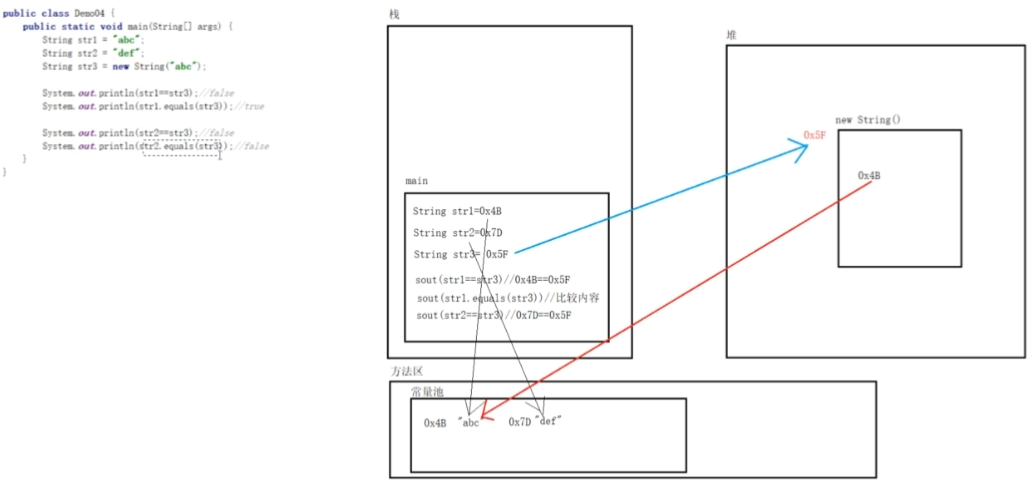 public class Demo04 {
public static void main(String[] args) {
String str1 = "abc";
String str2 = "def";
String str3 = new String("abc");
System.out.println(str1==str3);//false
System.out.println(str1.equals(str3));//true
System.out.println(str2==str3);//false
System.out.println(str2.equals(str3));//false
}
}
栈
main
String str1=0x4B
String str2=0x7D
String str3= 0x5F
sout(str1==str3)//0x4B==0x5F
sout(str1.equals(str3))//比较内容
sout(str2==str3)//0x7D==0x5F
堆
new String()
0x5F
0x4B
方法区
常量池
0x4B "abc 0x7D "def"